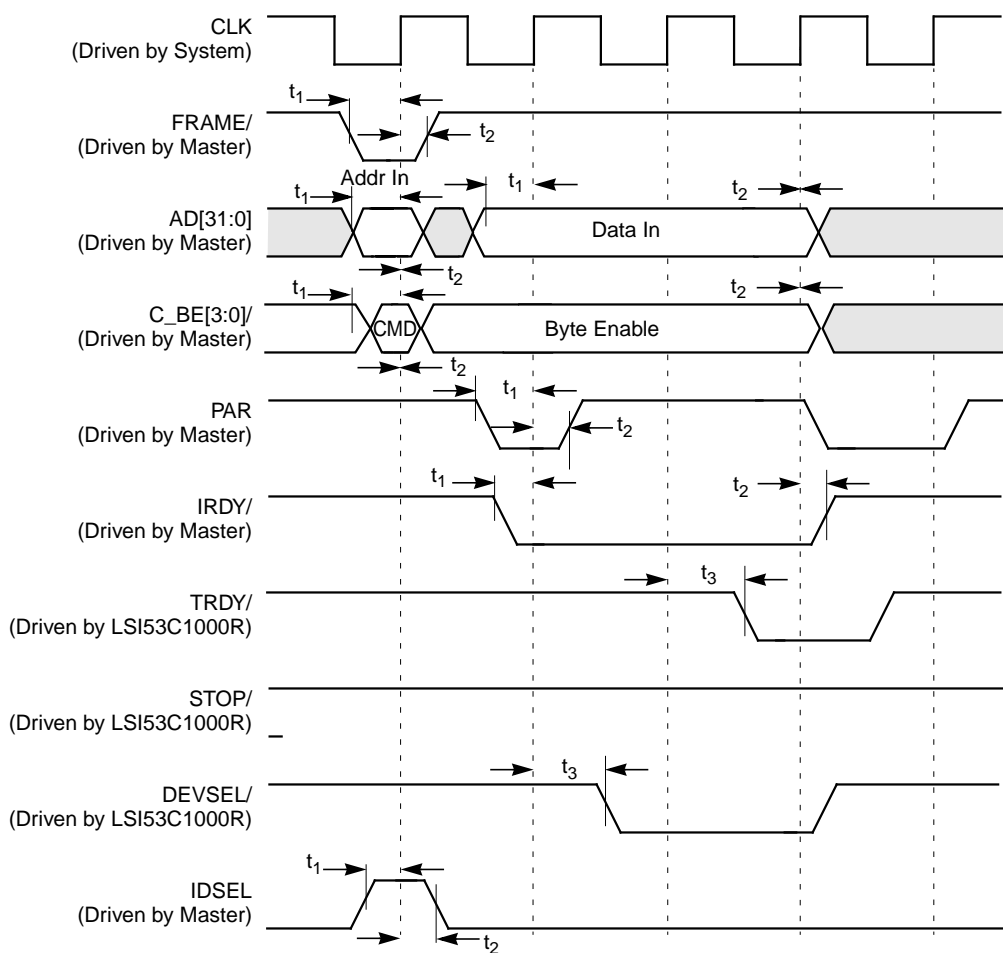 CLK
(Driven by System)
t1
FRAME/
(Driven by Master)
t2
Addr In
t1
t1
t2
AD[31:0]
(Driven by Master)
Data In
t2
t1
t2
C_BE[3:0]/
(Driven by Master)
CMD
Byte Enable
t2
t1
PAR
(Driven by Master)
t2
t1
t2
IRDY/
(Driven by Master)
t3
TRDY/
(Driven by LSI53C1000R)
STOP/
(Driven by LSI53C1000R)
t3
DEVSEL/
(Driven by LSI53C1000R)
t1
IDSEL
(Driven by Master)
t2